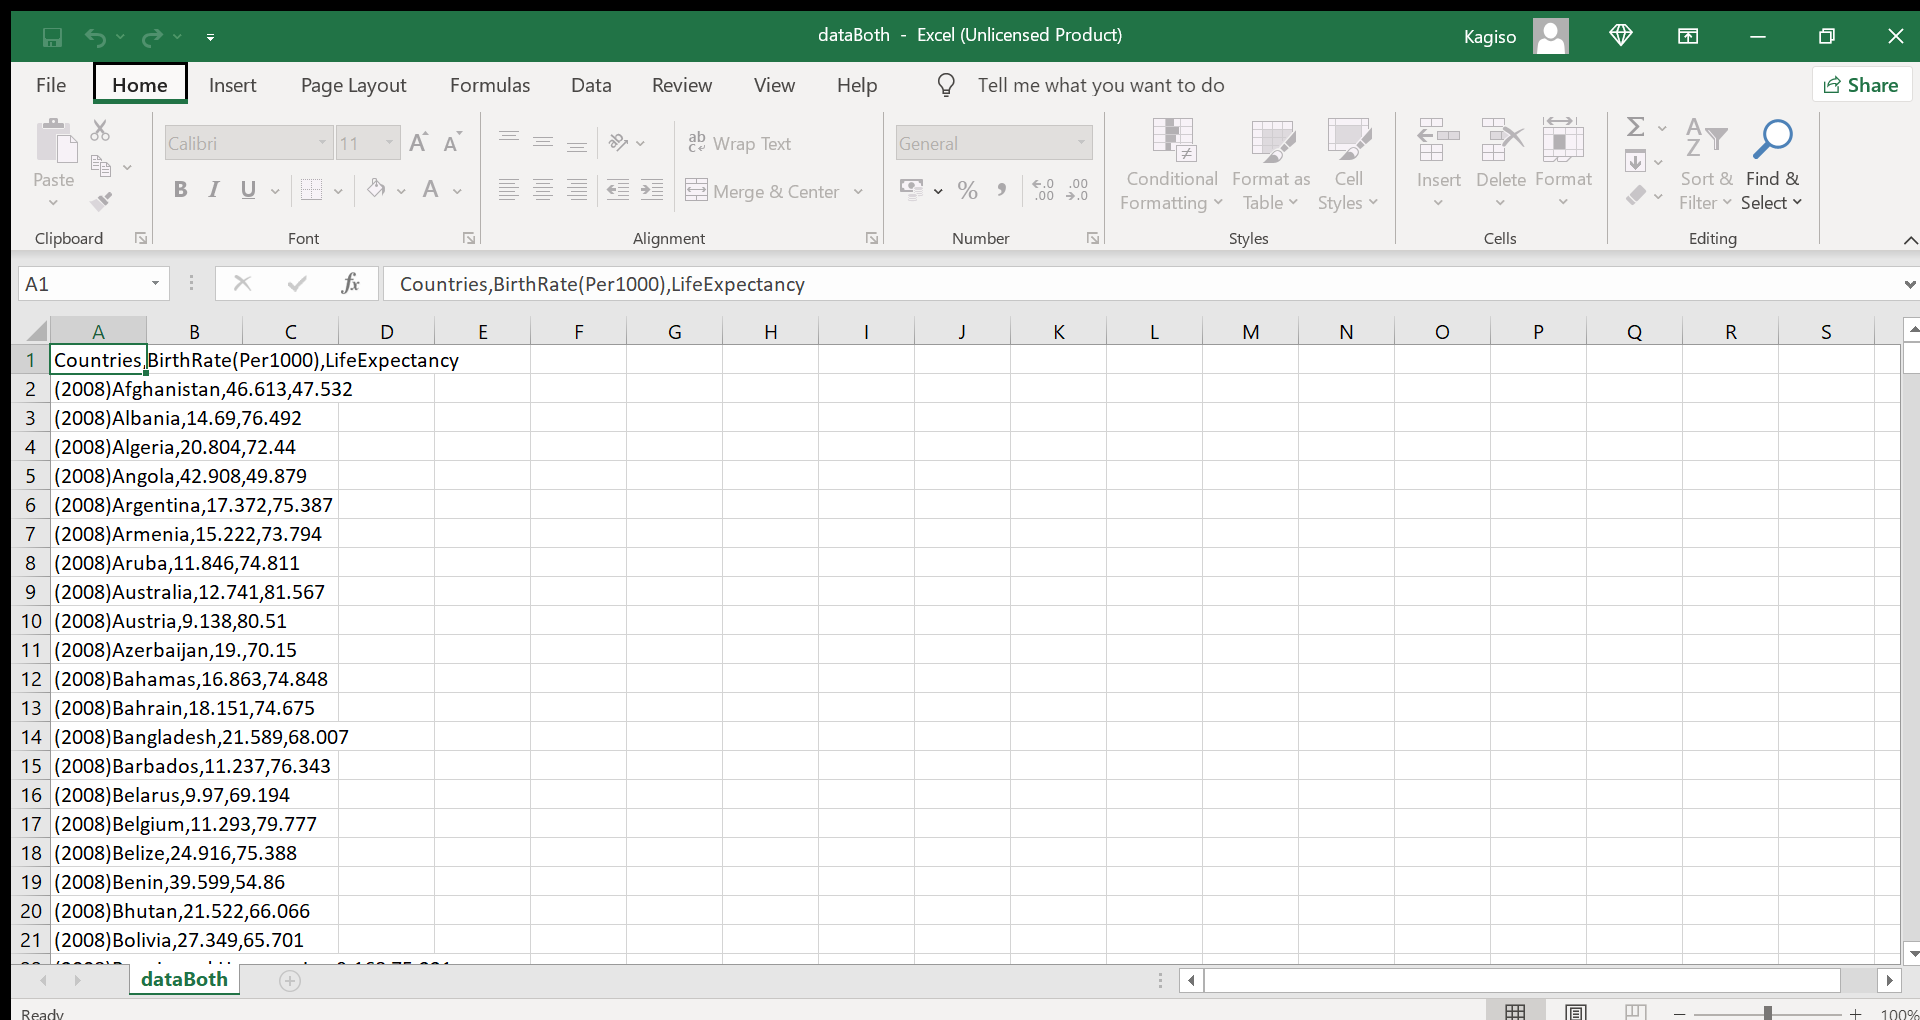 dataBoth - Excel (Unlicensed Product)
Kagiso
File Home Insert Page Layout Formulas Data Review View Help Tell me what you want to do Share
Paste
Clipboard
Calibri 11
A A
B I U A
Font
ab Wrap Text
Merge & Center
Alignment
General
% , .0 .00 .00 .0
Number
Conditional Formatting
Format as Table
Cell Styles
Styles
Insert Delete Format
Cells
Σ
A Z
Sort & Filter
Find & Select
Editing
A1 fx Countries,BirthRate(Per1000),LifeExpectancy
A B C D E F G H I J K L M N O P Q R S
1 Countries,BirthRate(Per1000),LifeExpectancy
2 (2008)Afghanistan,46.613,47.532
3 (2008)Albania,14.69,76.492
4 (2008)Algeria,20.804,72.44
5 (2008)Angola,42.908,49.879
6 (2008)Argentina,17.372,75.387
7 (2008)Armenia,15.222,73.794
8 (2008)Aruba,11.846,74.811
9 (2008)Australia,12.741,81.567
10 (2008)Austria,9.138,80.51
11 (2008)Azerbaijan,19.,70.15
12 (2008)Bahamas,16.863,74.848
13 (2008)Bahrain,18.151,74.675
14 (2008)Bangladesh,21.589,68.007
15 (2008)Barbados,11.237,76.343
16 (2008)Belarus,9.97,69.194
17 (2008)Belgium,11.293,79.777
18 (2008)Belize,24.916,75.388
19 (2008)Benin,39.599,54.86
20 (2008)Bhutan,21.522,66.066
21 (2008)Bolivia,27.349,65.701
dataBoth
Ready
100%